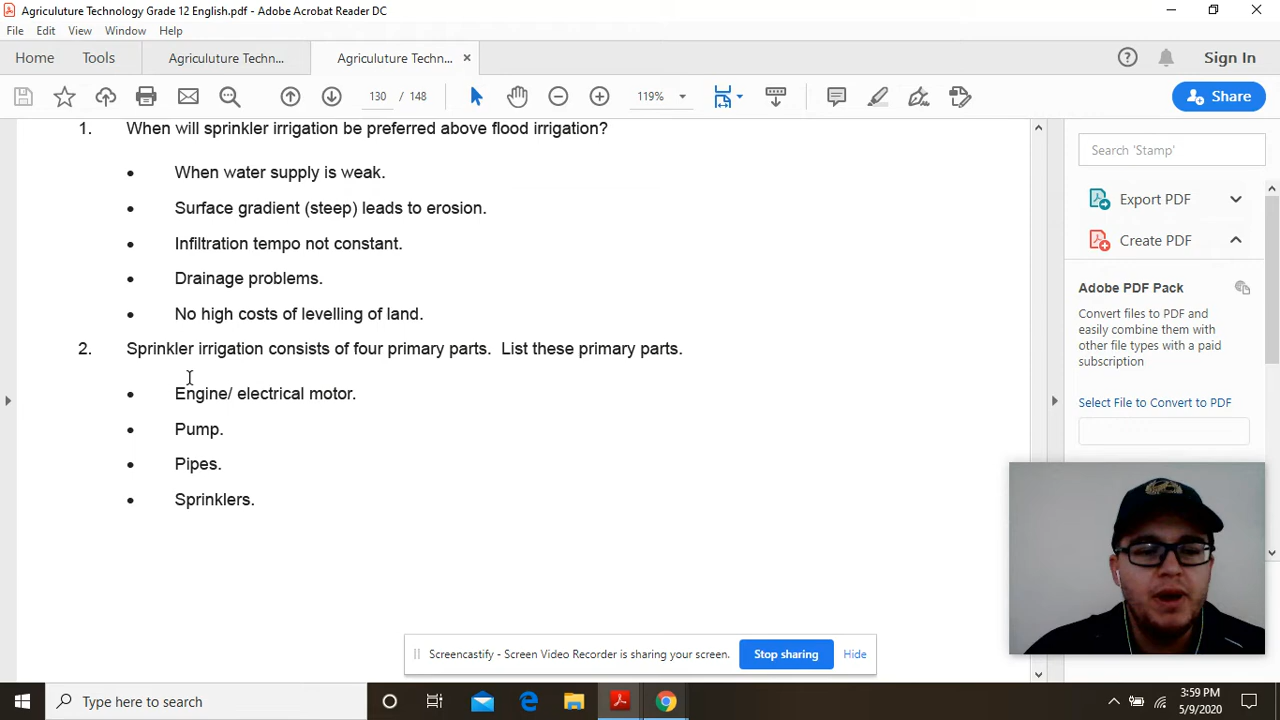 Agriculuture Technology Grade 12 English.pdf - Adobe Acrobat Reader DC
File Edit View Window Help
Home Tools Agriculuture Techn... Agriculuture Techn... ×
? Sign In
130 / 148 119% Share
1. When will sprinkler irrigation be preferred above flood irrigation?
• When water supply is weak.
• Surface gradient (steep) leads to erosion.
• Infiltration tempo not constant.
• Drainage problems.
• No high costs of levelling of land.
2. Sprinkler irrigation consists of four primary parts. List these primary parts.
• Engine/ electrical motor.
• Pump.
• Pipes.
• Sprinklers.
Search 'Stamp'
Export PDF
Create PDF
Adobe PDF Pack
Convert files to PDF and
easily combine them with
other file types with a paid
subscription
Select File to Convert to PDF
Screencastify - Screen Video Recorder is sharing your screen. Stop sharing Hide
Type here to search
3:59 PM
5/9/2020